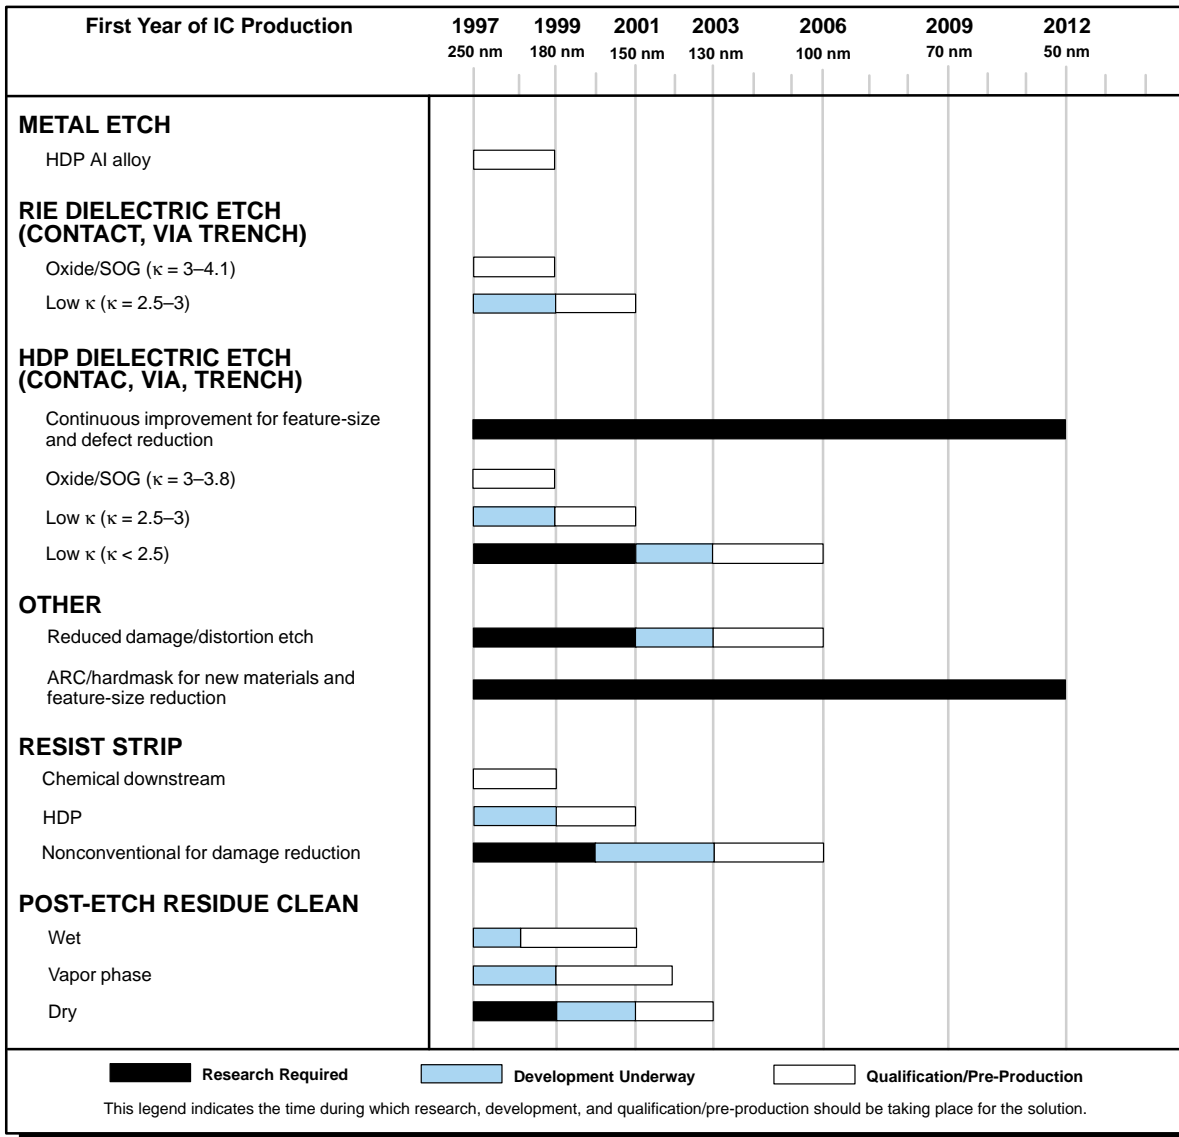 First Year of IC Production
1997 1999 2001 2003 2006 2009 2012
250 nm 180 nm 150 nm 130 nm 100 nm 70 nm 50 nm
METAL ETCH
HDP Al alloy
RIE DIELECTRIC ETCH
(CONTACT, VIA TRENCH)
Oxide/SOG (κ = 3–4.1)
Low κ (κ = 2.5–3)
HDP DIELECTRIC ETCH
(CONTAC, VIA, TRENCH)
Continuous improvement for feature-size
and defect reduction
Oxide/SOG (κ = 3–3.8)
Low κ (κ = 2.5–3)
Low κ (κ < 2.5)
OTHER
Reduced damage/distortion etch
ARC/hardmask for new materials and
feature-size reduction
RESIST STRIP
Chemical downstream
HDP
Nonconventional for damage reduction
POST-ETCH RESIDUE CLEAN
Wet
Vapor phase
Dry
Research Required Development Underway Qualification/Pre-Production
This legend indicates the time during which research, development, and qualification/pre-production should be taking place for the solution.